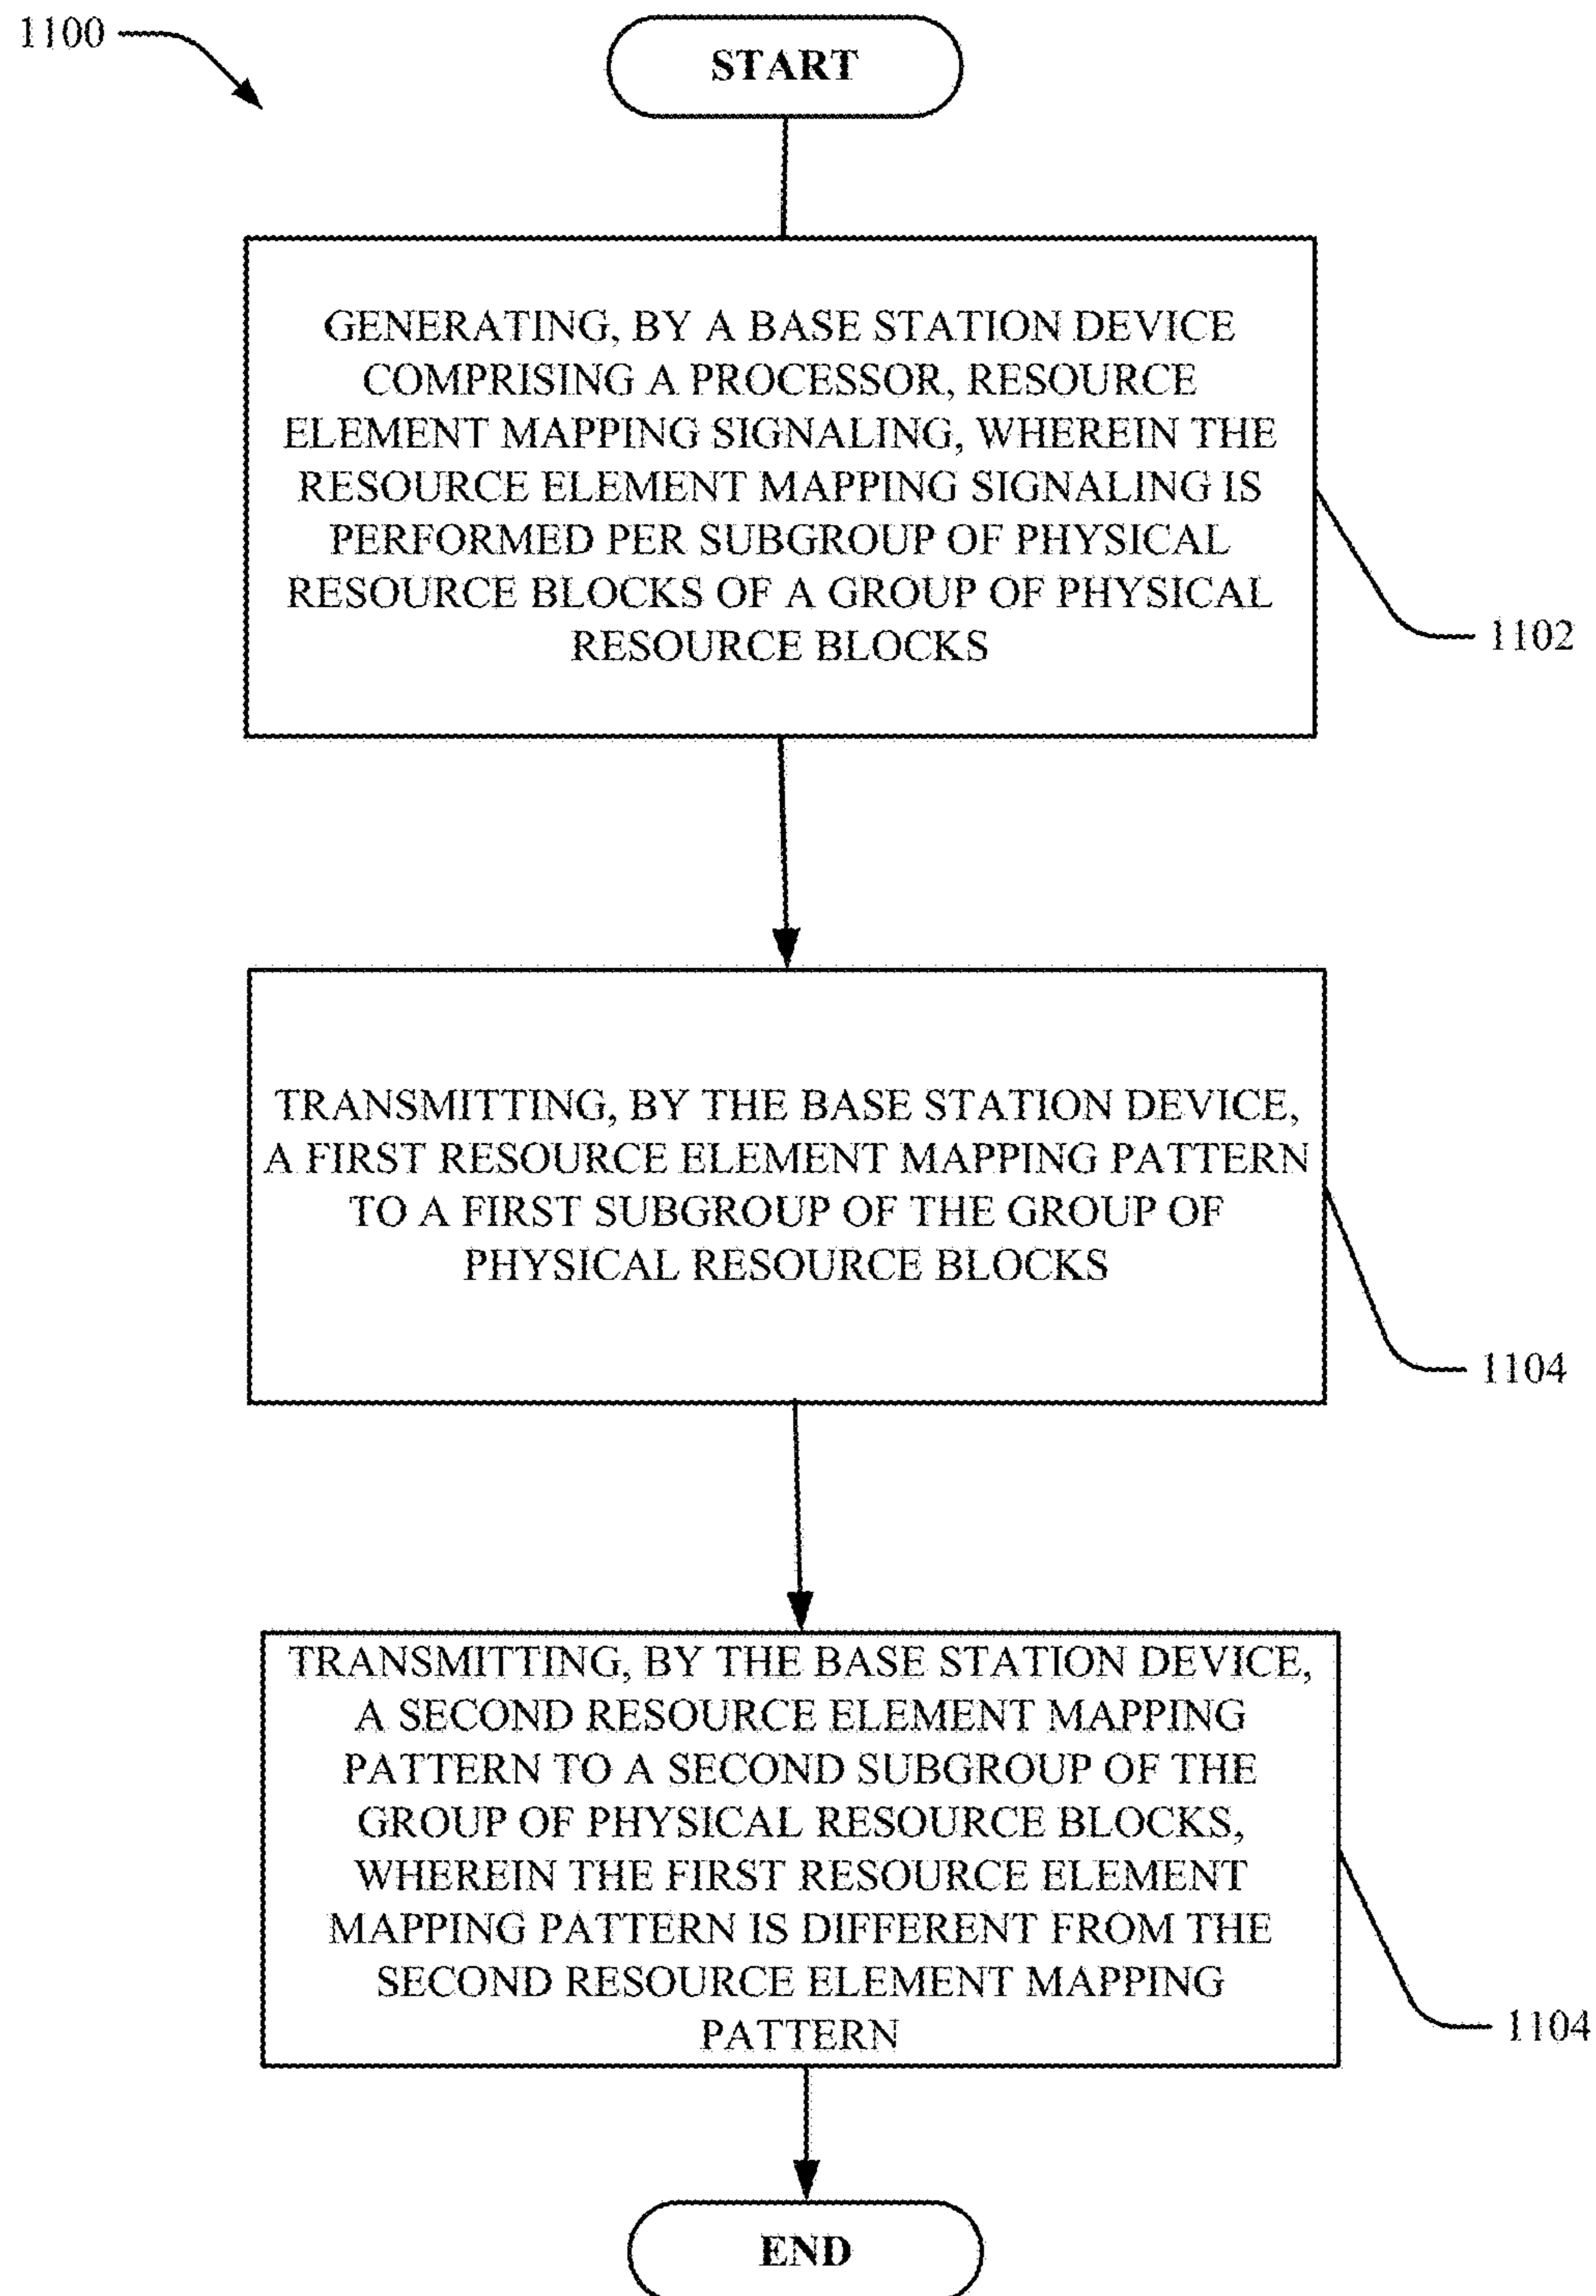 1100
START
GENERATING, BY A BASE STATION DEVICE
COMPRISING A PROCESSOR, RESOURCE
ELEMENT MAPPING SIGNALING, WHEREIN THE
RESOURCE ELEMENT MAPPING SIGNALING IS
PERFORMED PER SUBGROUP OF PHYSICAL
RESOURCE BLOCKS OF A GROUP OF PHYSICAL
RESOURCE BLOCKS
1102
TRANSMITTING, BY THE BASE STATION DEVICE,
A FIRST RESOURCE ELEMENT MAPPING PATTERN
TO A FIRST SUBGROUP OF THE GROUP OF
PHYSICAL RESOURCE BLOCKS
1104
TRANSMITTING, BY THE BASE STATION DEVICE,
A SECOND RESOURCE ELEMENT MAPPING
PATTERN TO A SECOND SUBGROUP OF THE
GROUP OF PHYSICAL RESOURCE BLOCKS,
WHEREIN THE FIRST RESOURCE ELEMENT
MAPPING PATTERN IS DIFFERENT FROM THE
SECOND RESOURCE ELEMENT MAPPING
PATTERN
1104
END